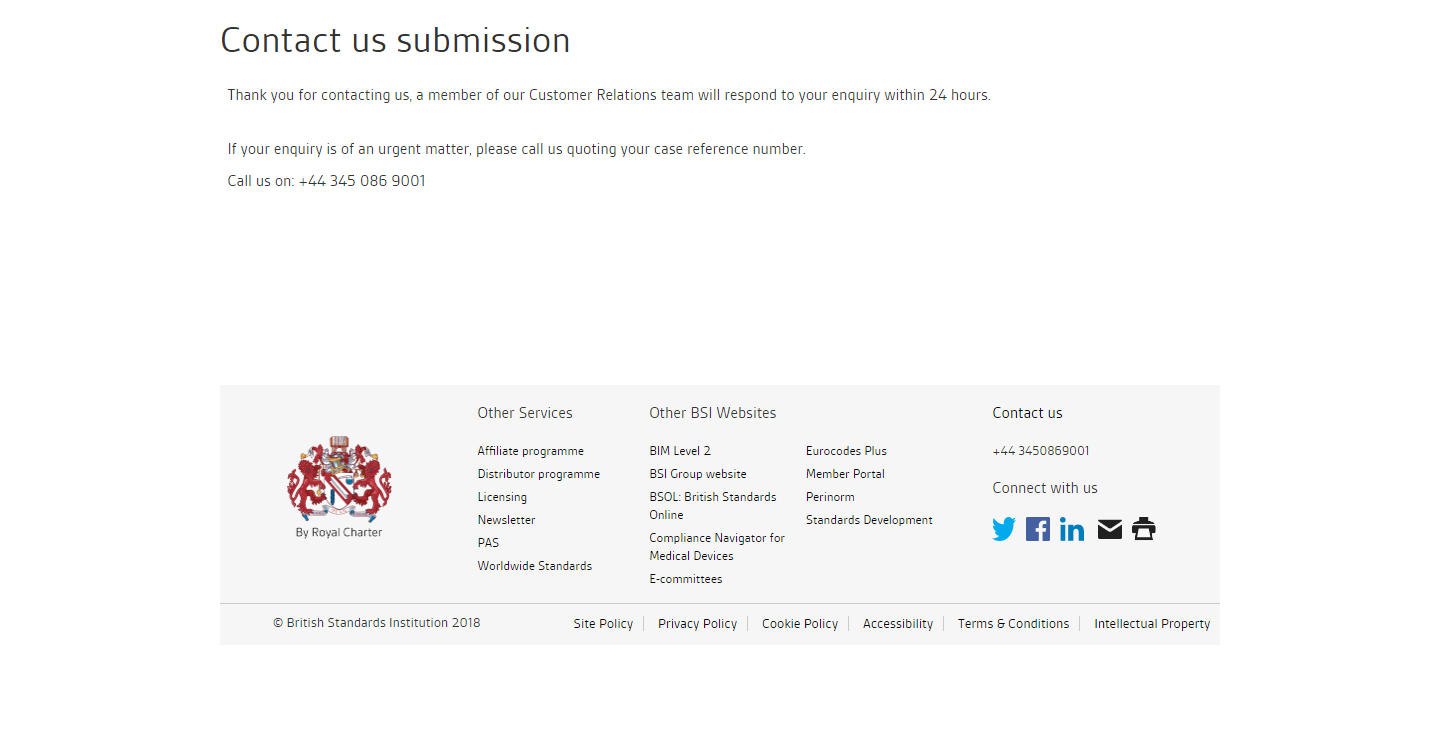 Contact us submission
Thank you for contacting us, a member of our Customer Relations team will respond to your enquiry within 24 hours.
If your enquiry is of an urgent matter, please call us quoting your case reference number.
Call us on: +44 345 086 9001
By Royal Charter
Other Services
Affiliate programme
Distributor programme
Licensing
Newsletter
PAS
Worldwide Standards
Other BSI Websites
BIM Level 2
BSI Group website
BSOL: British Standards
Online
Compliance Navigator for
Medical Devices
E-committees
Eurocodes Plus
Member Portal
Perinorm
Standards Development
Contact us
+44 3450869001
Connect with us
© British Standards Institution 2018
Site Policy
Privacy Policy
Cookie Policy
Accessibility
Terms & Conditions
Intellectual Property